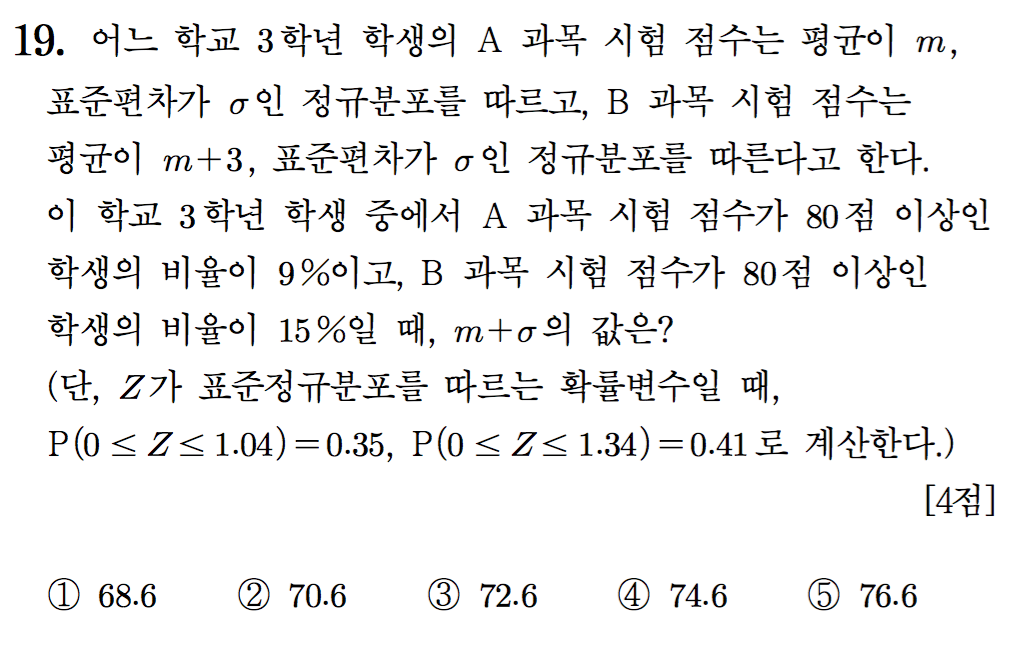 19. 어느 학교 3학년 학생의 A 과목 시험 점수는 평균이 m,
표준편차가 σ인 정규분포를 따르고, B 과목 시험 점수는
평균이 m+3, 표준편차가 σ인 정규분포를 따른다고 한다.
이 학교 3학년 학생 중에서 A 과목 시험 점수가 80점 이상인
학생의 비율이 9%이고, B 과목 시험 점수가 80점 이상인
학생의 비율이 15%일 때, m+σ의 값은?
(단, Z가 표준정규분포를 따르는 확률변수일 때,
P(0 ≤ Z ≤ 1.04)=0.35, P(0 ≤ Z ≤ 1.34)=0.41로 계산한다.)
[4점]
① 68.6 ② 70.6 ③ 72.6 ④ 74.6 ⑤ 76.6